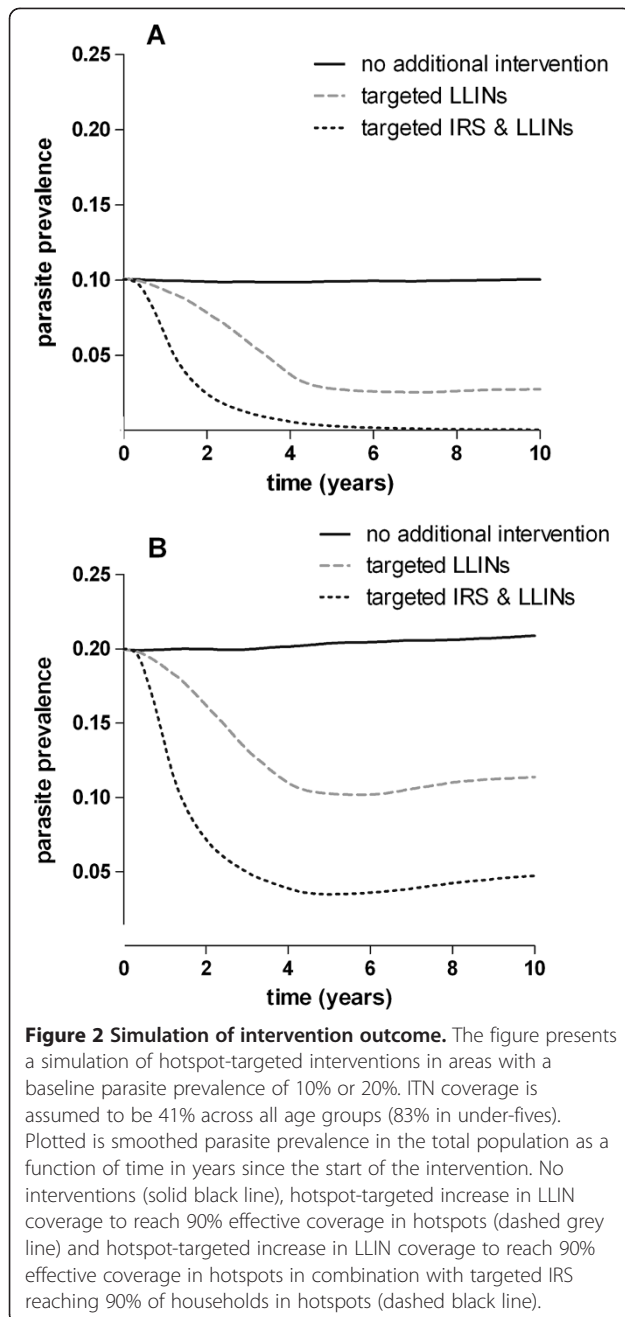 A
0.25
no additional intervention
targeted LLINs
0.20
targeted IRS & LLINs
0.15
parasite prevalence
0.10
0.05
0 2 4 6 8 10
time (years)
B
no additional intervention
0.25
targeted LLINs
targeted IRS & LLINs
0.20
0.15
parasite prevalence
0.10
0.05
0 2 4 6 8 10
time (years)
Figure 2 Simulation of intervention outcome. The figure presents
a simulation of hotspot-targeted interventions in areas with a
baseline parasite prevalence of 10% or 20%. ITN coverage is
assumed to be 41% across all age groups (83% in under-fives).
Plotted is smoothed parasite prevalence in the total population as a
function of time in years since the start of the intervention. No
interventions (solid black line), hotspot-targeted increase in LLIN
coverage to reach 90% effective coverage in hotspots (dashed grey
line) and hotspot-targeted increase in LLIN coverage to reach 90%
effective coverage in hotspots in combination with targeted IRS
reaching 90% of households in hotspots (dashed black line).